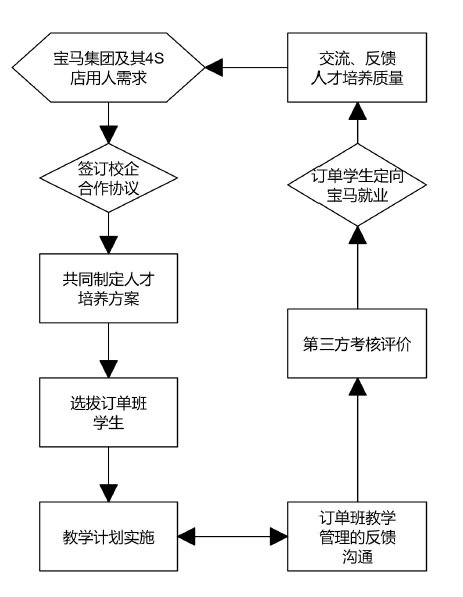 宝马集团及其4S
店用人需求
签订校企
合作协议
共同制定人才
培养方案
选拔订单班
学生
教学计划实施
订单班教学
管理的反馈
沟通
第三方考核评价
订单学生定向
宝马就业
交流、反馈
人才培养质量